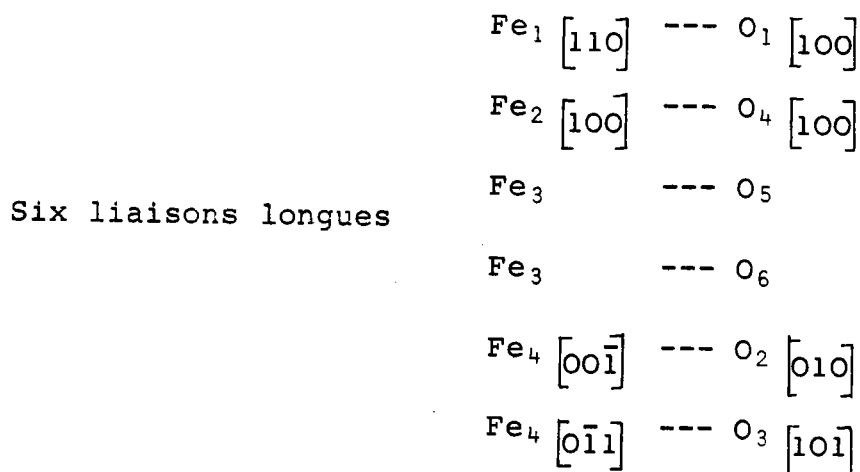 Fe₁ [110] --- O₁ [100]
Fe₂ [100] --- O₄ [100]
Fe₃ --- O₅
Six liaisons longues
Fe₃ --- O₆
Fe₄ [001̄] --- O₂ [010]
Fe₄ [01̄1] --- O₃ [101̄]